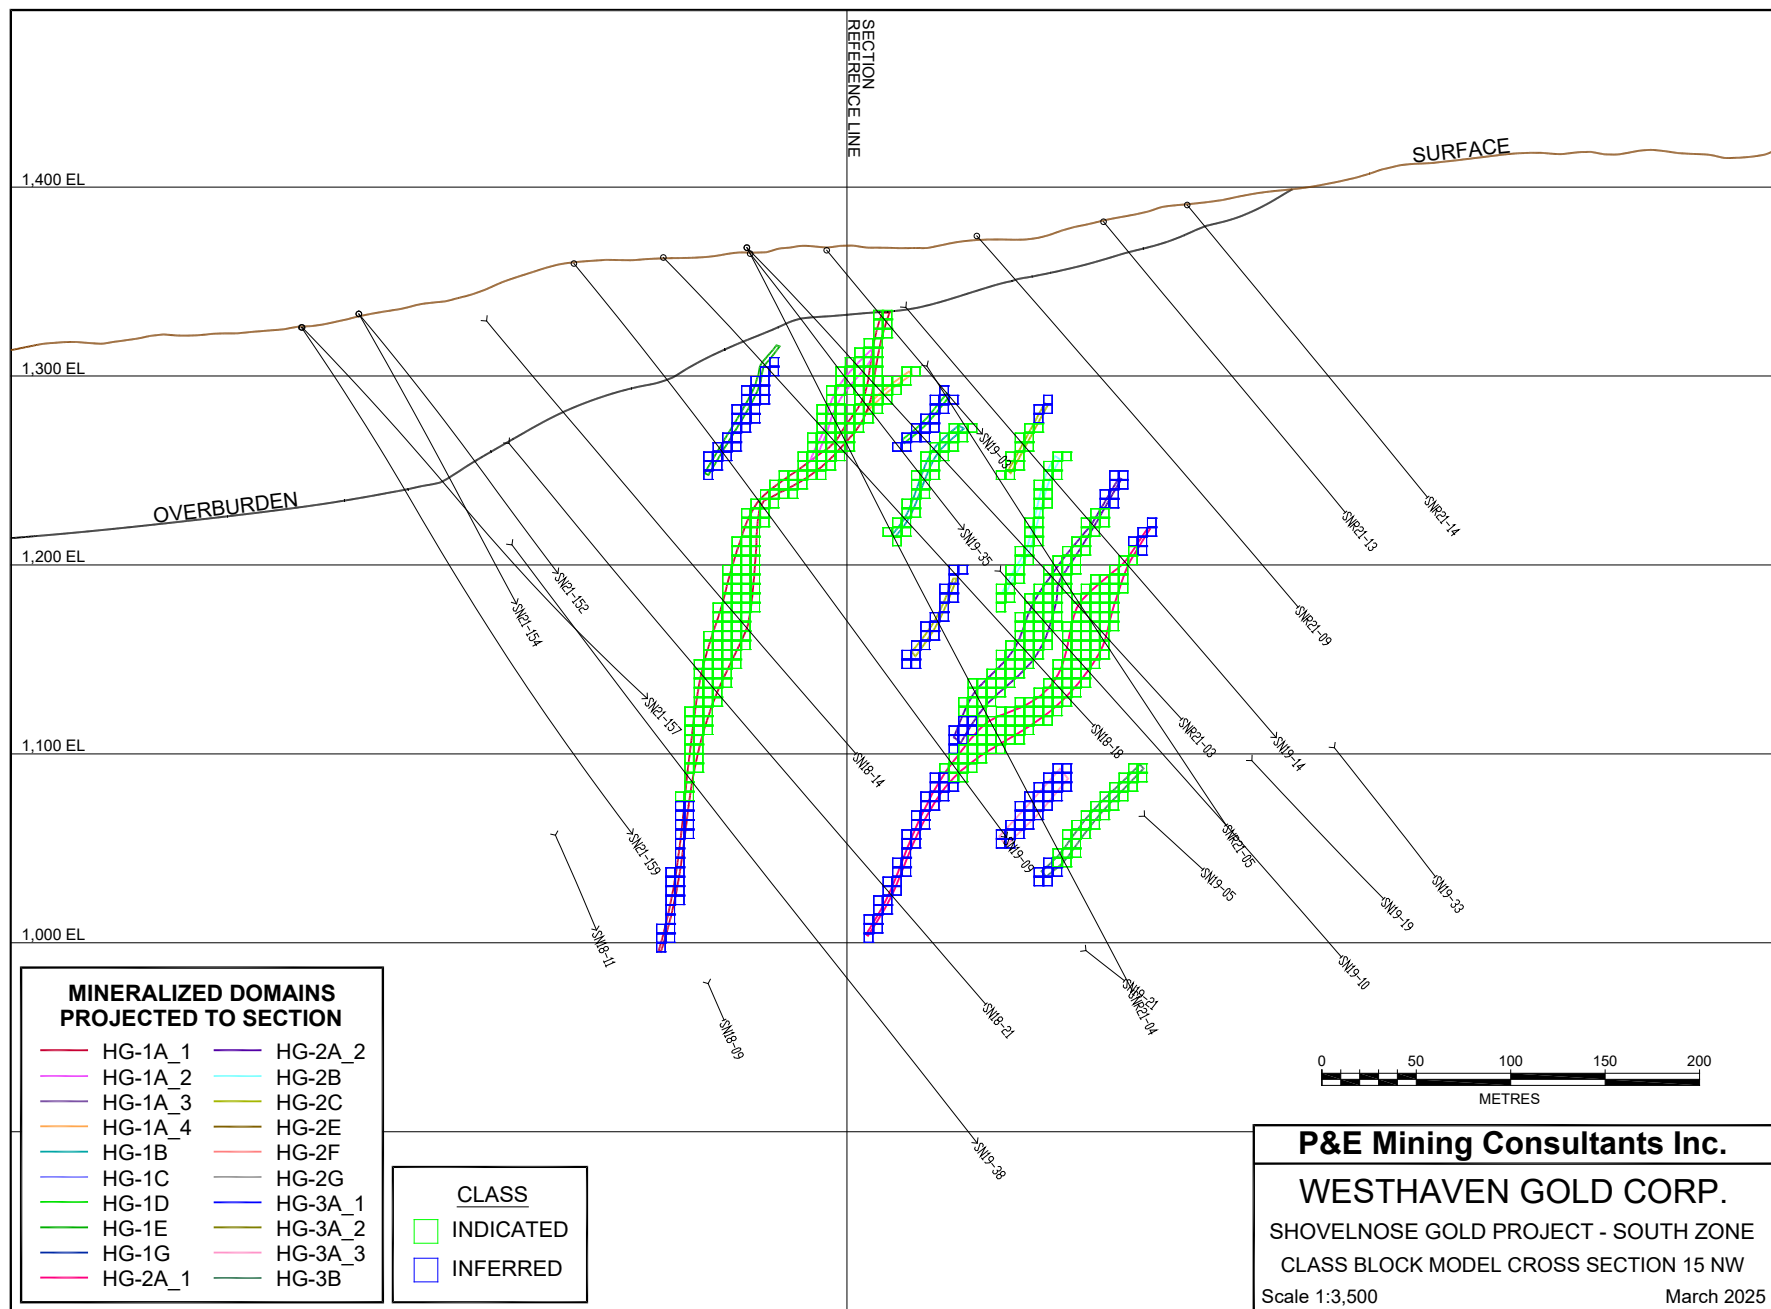 SECTION
REFERENCE LINE
SURFACE
1,400 EL
1,300 EL
OVERBURDEN
1,200 EL
1,100 EL
1,000 EL
SN19-03
SN19-35
SNR21-14
SNR21-13
SNR21-09
SN21-152
SN21-154
SN21-157
SN18-14
SN18-18
SNR21-03
SN19-14
SN21-159
SN19-09
SNR21-05
SN19-05
SN19-33
SN19-19
SN18-11
SN19-10
SN19-21
SNR21-04
SN18-21
SN18-09
SN19-38
MINERALIZED DOMAINS
PROJECTED TO SECTION
HG-1A_1 HG-2A_2
HG-1A_2 HG-2B
HG-1A_3 HG-2C
HG-1A_4 HG-2E
HG-1B HG-2F
HG-1C HG-2G
HG-1D HG-3A_1
HG-1E HG-3A_2
HG-1G HG-3A_3
HG-2A_1 HG-3B
CLASS
INDICATED
INFERRED
0 50 100 150 200
METRES
P&E Mining Consultants Inc.
WESTHAVEN GOLD CORP.
SHOVELNOSE GOLD PROJECT - SOUTH ZONE
CLASS BLOCK MODEL CROSS SECTION 15 NW
Scale 1:3,500 March 2025